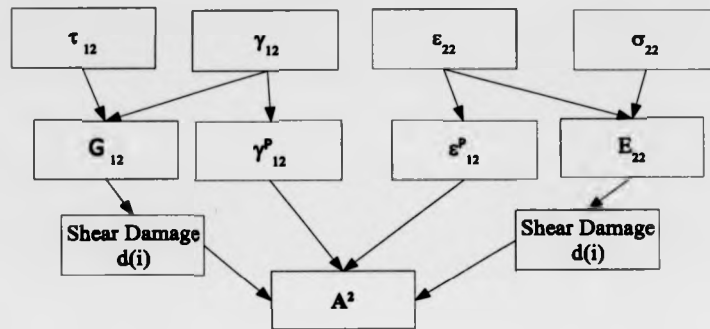 τ₁₂
γ₁₂
ε₂₂
σ₂₂
G₁₂
γᴾ₁₂
εᴾ₁₂
E₂₂
Shear Damage
d(i)
Shear Damage
d(i)
A²